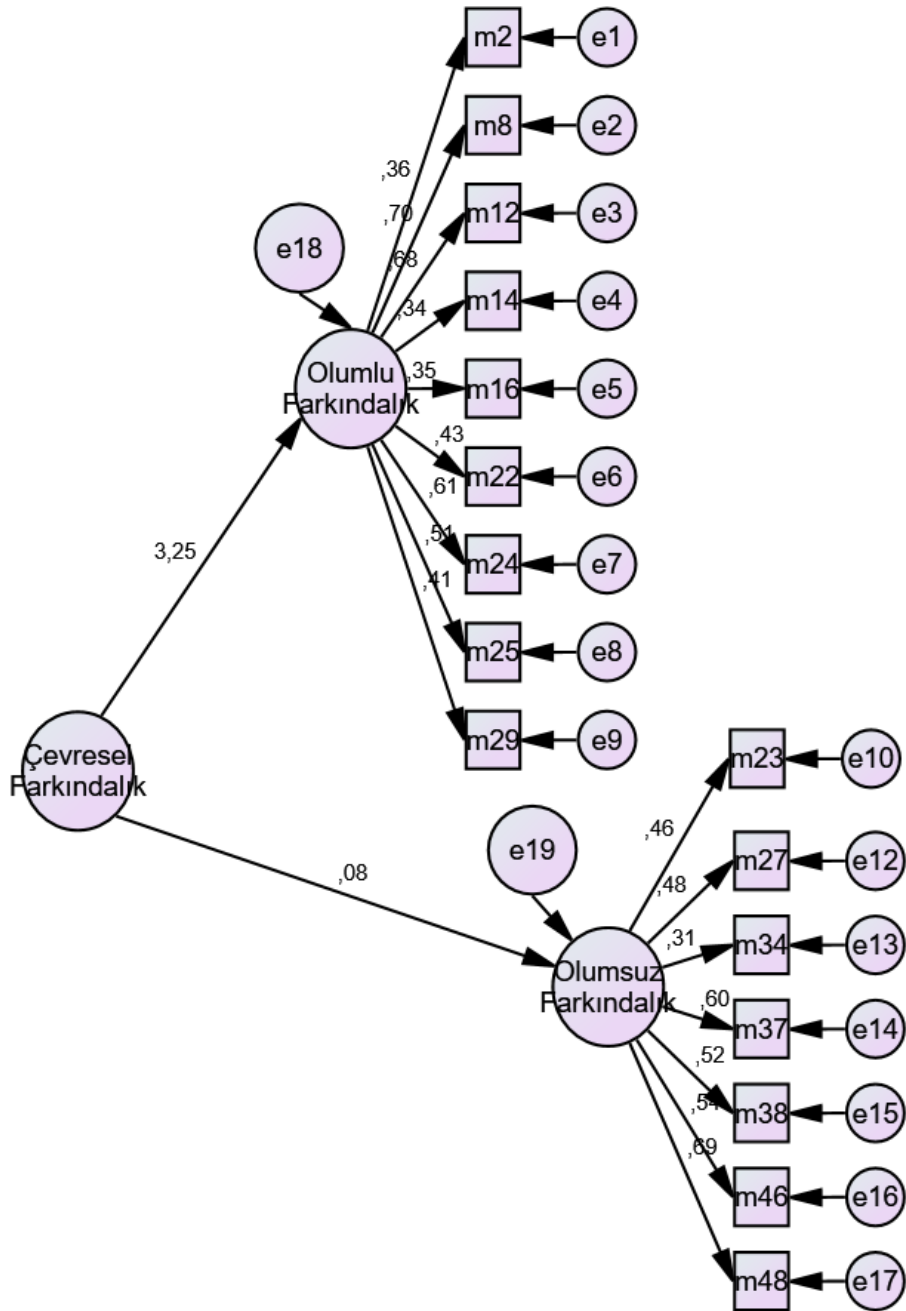 m2
e1
m8
e2
,36
,70
m12
e3
e18
,68
,34
m14
e4
Olumlu
Farkındalık
,35
m16
e5
,43
m22
e6
,61
,51
m24
e7
,41
3,25
m25
e8
m29
e9
Çevresel
Farkındalık
m23
e10
,46
e19
m27
e12
,08
,48
,31
m34
e13
Olumsuz
Farkındalık
,60
m37
e14
,52
m38
e15
,54
,69
m46
e16
m48
e17